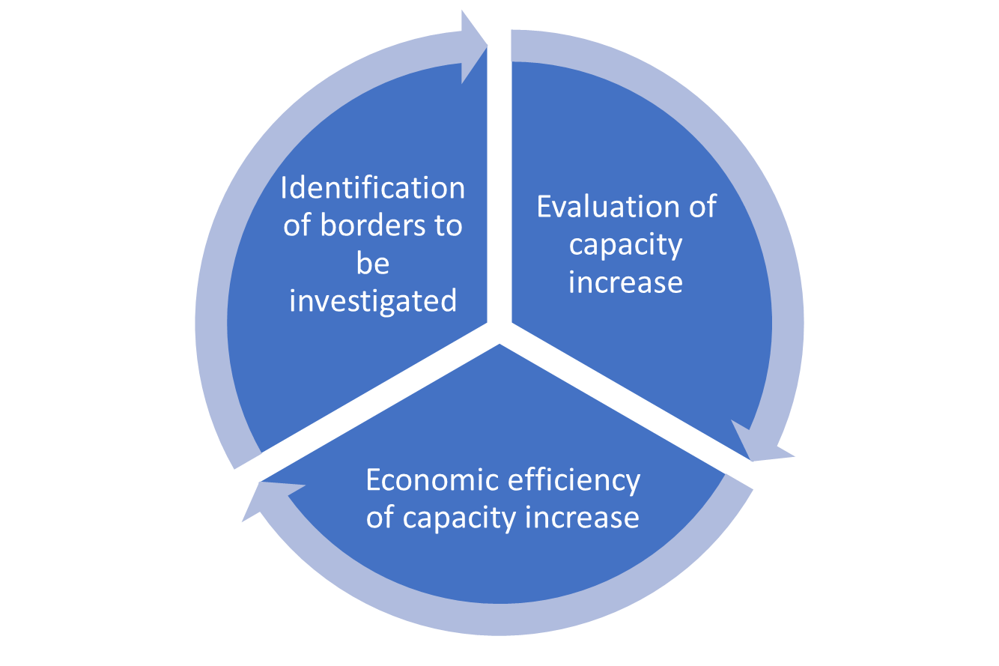 Identification
of borders to
be
investigated
Evaluation of
capacity
increase
Economic efficiency
of capacity increase